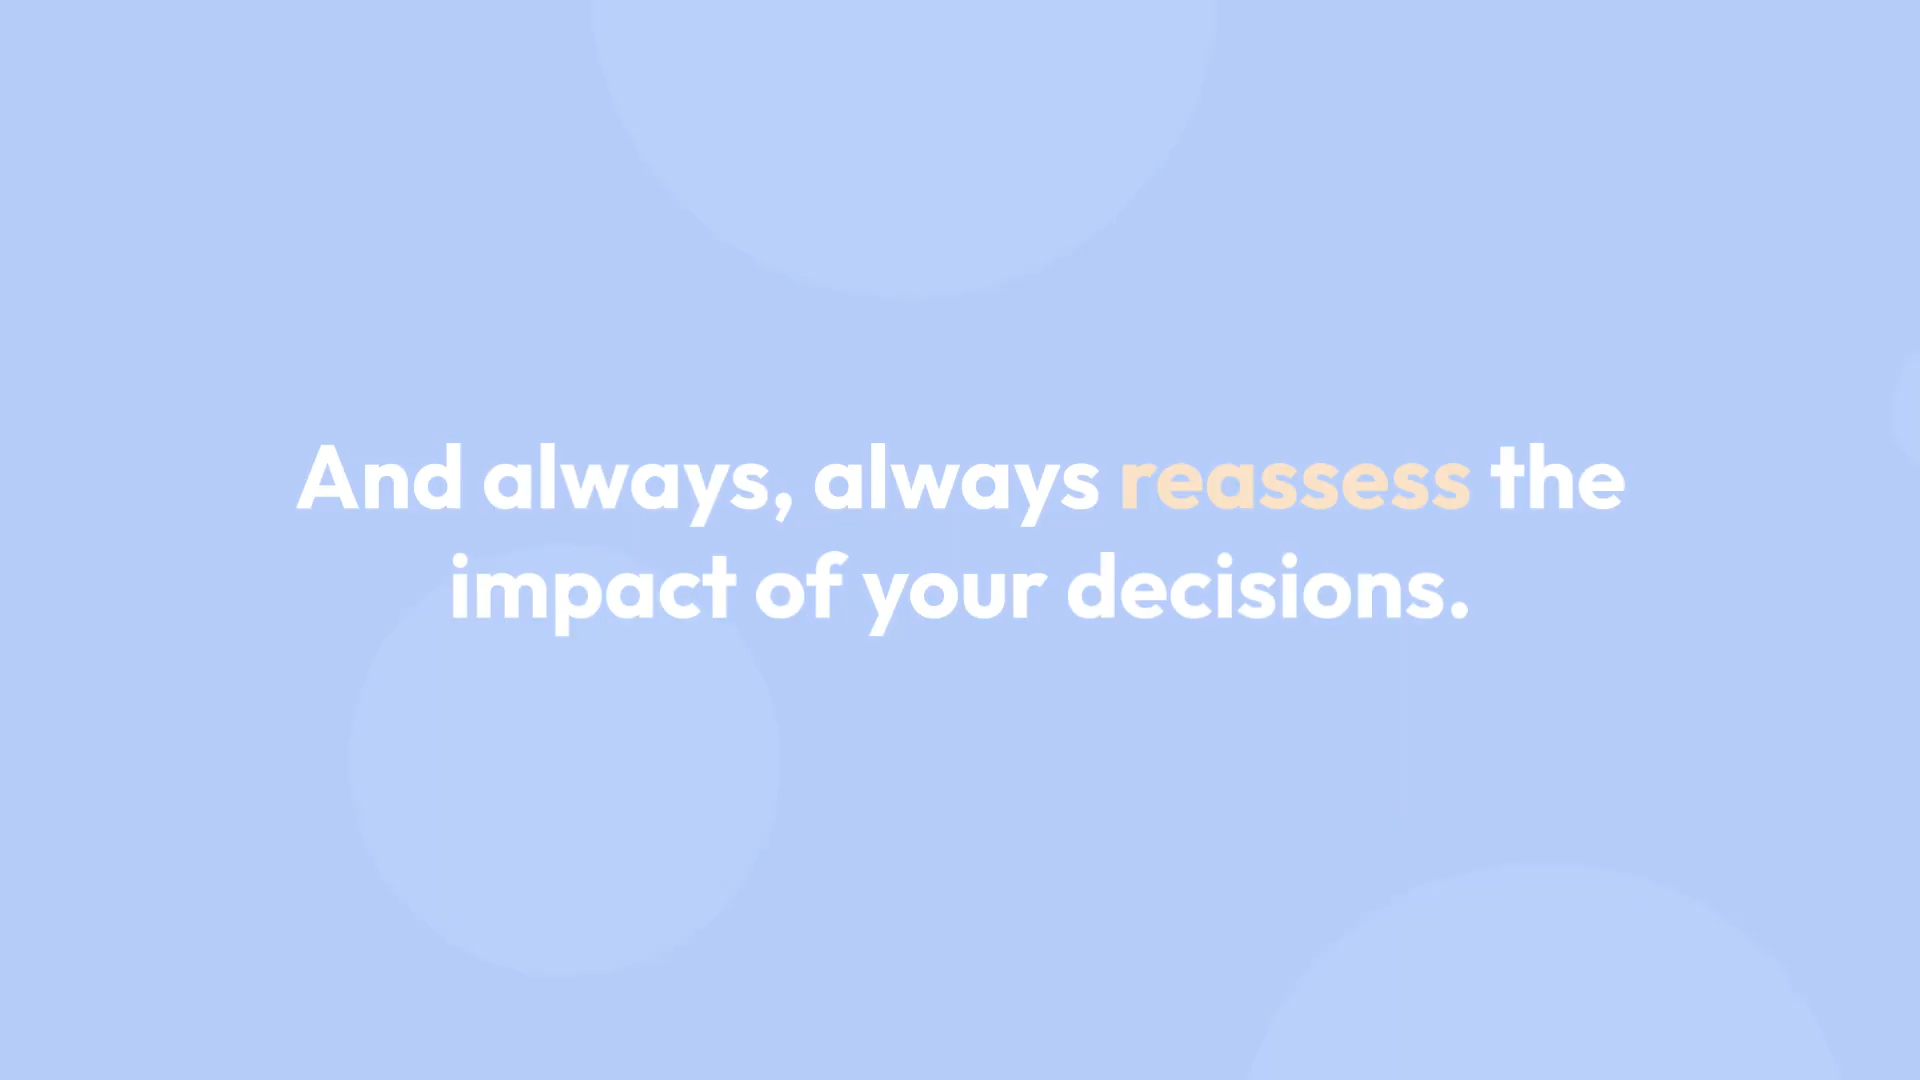 And always, always reassess the
impact of your decisions.